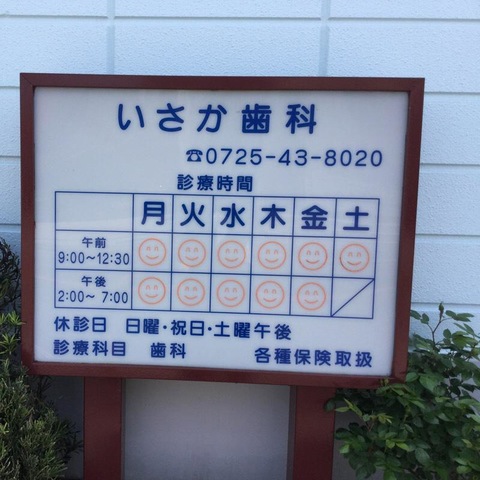 いさか歯科
☎0725-43-8020
診療時間
月 火 水 木 金 土
午前
9:00～12:30
午後
2:00～ 7:00
休診日 日曜・祝日・土曜午後
診療科目 歯科 各種保険取扱